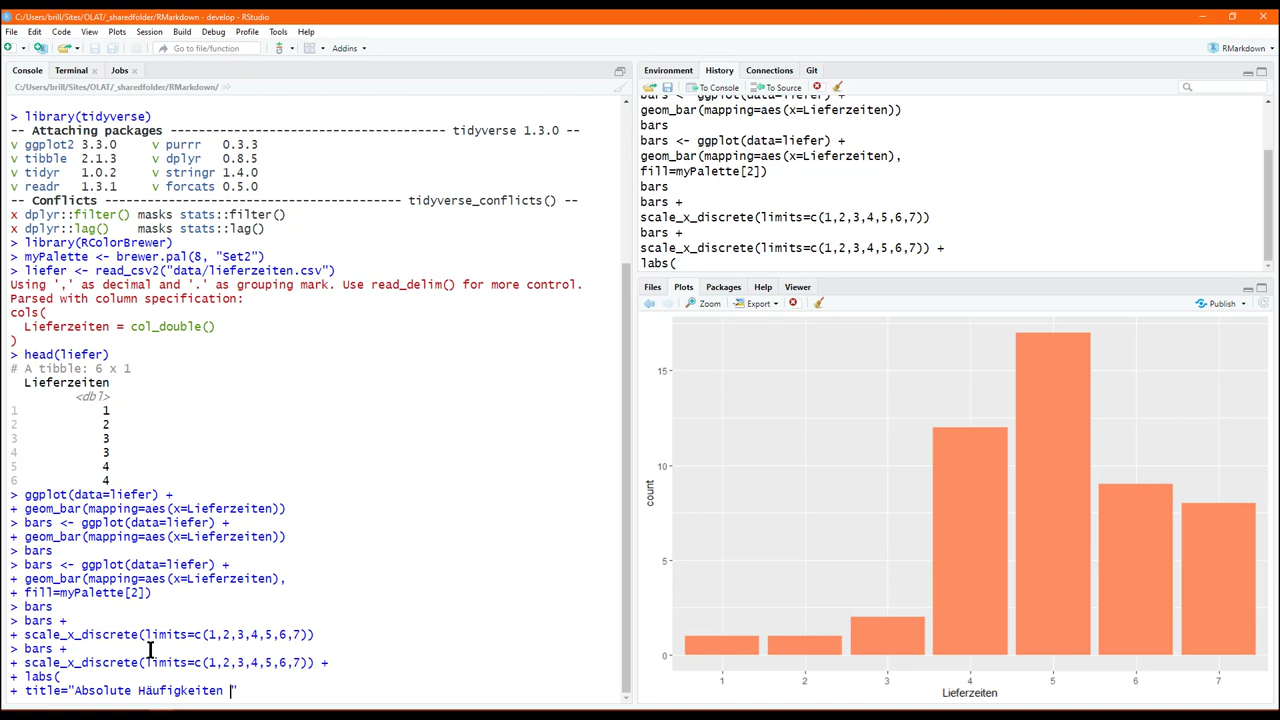 C:/Users/brill/Sites/OLAT/_sharedfolder/RMarkdown - develop - RStudio
File Edit Code View Plots Session Build Debug Profile Tools Help
Go to file/function Addins RMarkdown
Console Terminal Jobs
C:/Users/brill/Sites/OLAT/_sharedfolder/RMarkdown/
> library(tidyverse)
-- Attaching packages --------------------------------------- tidyverse 1.3.0 --
v ggplot2 3.3.0 v purrr 0.3.3
v tibble 2.1.3 v dplyr 0.8.5
v tidyr 1.0.2 v stringr 1.4.0
v readr 1.3.1 v forcats 0.5.0
-- Conflicts ------------------------------------------ tidyverse_conflicts() --
x dplyr::filter() masks stats::filter()
x dplyr::lag() masks stats::lag()
> library(RColorBrewer)
> myPalette <- brewer.pal(8, "Set2")
> liefer <- read_csv2("data/lieferzeiten.csv")
Using ',' as decimal and '.' as grouping mark. Use read_delim() for more control.
Parsed with column specification:
cols(
Lieferzeiten = col_double()
)
> head(liefer)
# A tibble: 6 x 1
Lieferzeiten
<dbl>
1 1
2 2
3 3
4 3
5 4
6 4
> ggplot(data=liefer) +
+ geom_bar(mapping=aes(x=Lieferzeiten))
> bars <- ggplot(data=liefer) +
+ geom_bar(mapping=aes(x=Lieferzeiten))
> bars
> bars <- ggplot(data=liefer) +
+ geom_bar(mapping=aes(x=Lieferzeiten),
+ fill=myPalette[2])
> bars
> bars +
+ scale_x_discrete(limits=c(1,2,3,4,5,6,7))
> bars +
+ scale_x_discrete(limits=c(1,2,3,4,5,6,7)) +
+ labs(
+ title="Absolute Häufigkeiten "
Environment History Connections Git
To Console To Source
bars <- ggplot(data=liefer) +
geom_bar(mapping=aes(x=Lieferzeiten))
bars
bars <- ggplot(data=liefer) +
geom_bar(mapping=aes(x=Lieferzeiten),
fill=myPalette[2])
bars
bars +
scale_x_discrete(limits=c(1,2,3,4,5,6,7))
bars +
scale_x_discrete(limits=c(1,2,3,4,5,6,7)) +
labs(
Files Plots Packages Help Viewer
Zoom Export Publish
15
10
5
0
count
1 2 3 4 5 6 7
Lieferzeiten